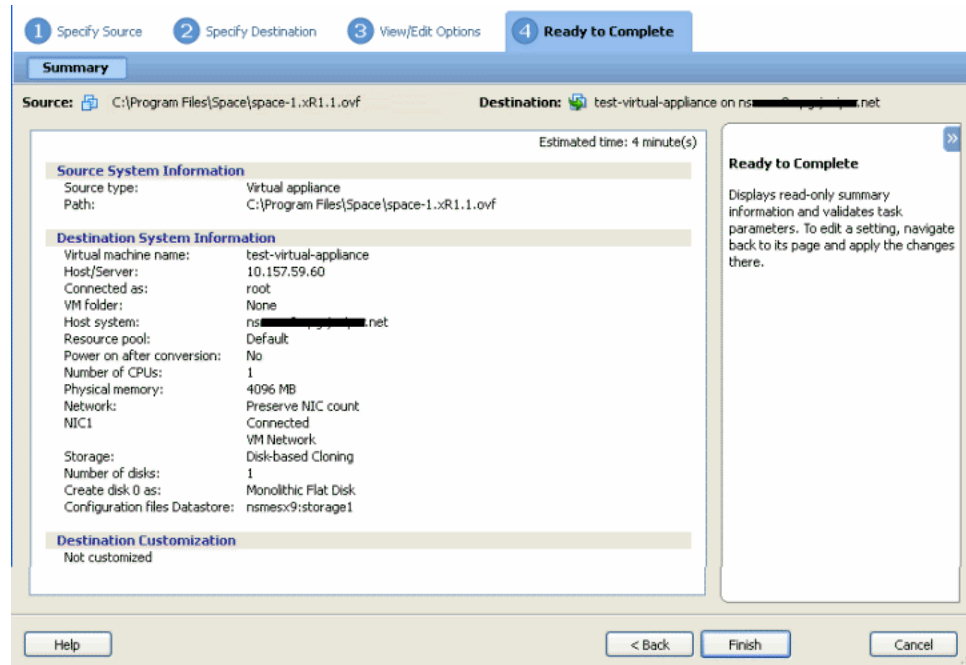 1 Specify Source 2 Specify Destination 3 View/Edit Options 4 Ready to Complete
Summary
Source: C:\Program Files\Space\space-1.xR1.1.ovf Destination: test-virtual-appliance on ns .net
Estimated time: 4 minute(s)
Source System Information
Source type: Virtual appliance
Path: C:\Program Files\Space\space-1.xR1.1.ovf
Destination System Information
Virtual machine name: test-virtual-appliance
Host/Server: 10.157.59.60
Connected as: root
VM folder: None
Host system: ns .net
Resource pool: Default
Power on after conversion: No
Number of CPUs: 1
Physical memory: 4096 MB
Network: Preserve NIC count
NIC1 Connected
VM Network
Storage: Disk-based Cloning
Number of disks: 1
Create disk 0 as: Monolithic Flat Disk
Configuration files Datastore: nsmesx9:storage1
Destination Customization
Not customized
»
Ready to Complete
Displays read-only summary
information and validates task
parameters. To edit a setting, navigate
back to its page and apply the changes
there.
Help < Back Finish Cancel